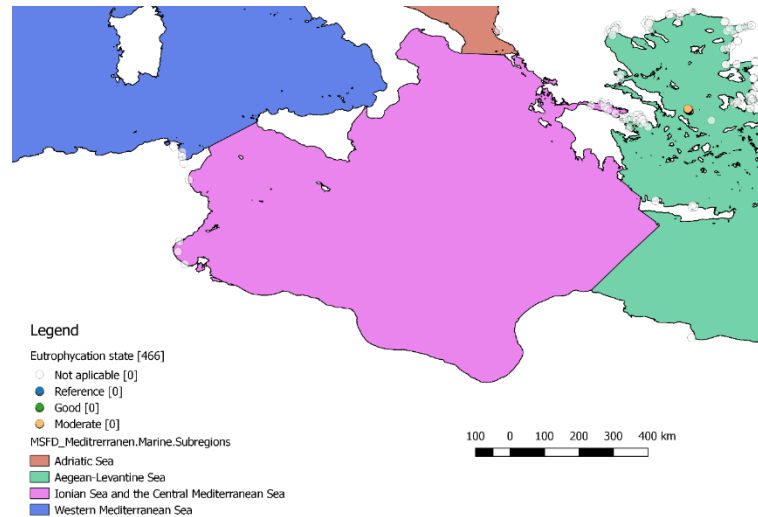 Legend
Eutrophycation state [466]
Not aplicable [0]
Reference [0]
Good [0]
Moderate [0]
MSFD_Meditrerranen.Marine.Subregions
Adriatic Sea
Aegean-Levantine Sea
Ionian Sea and the Central Mediterranean Sea
Western Mediterranean Sea
100 0 100 200 300 400 km